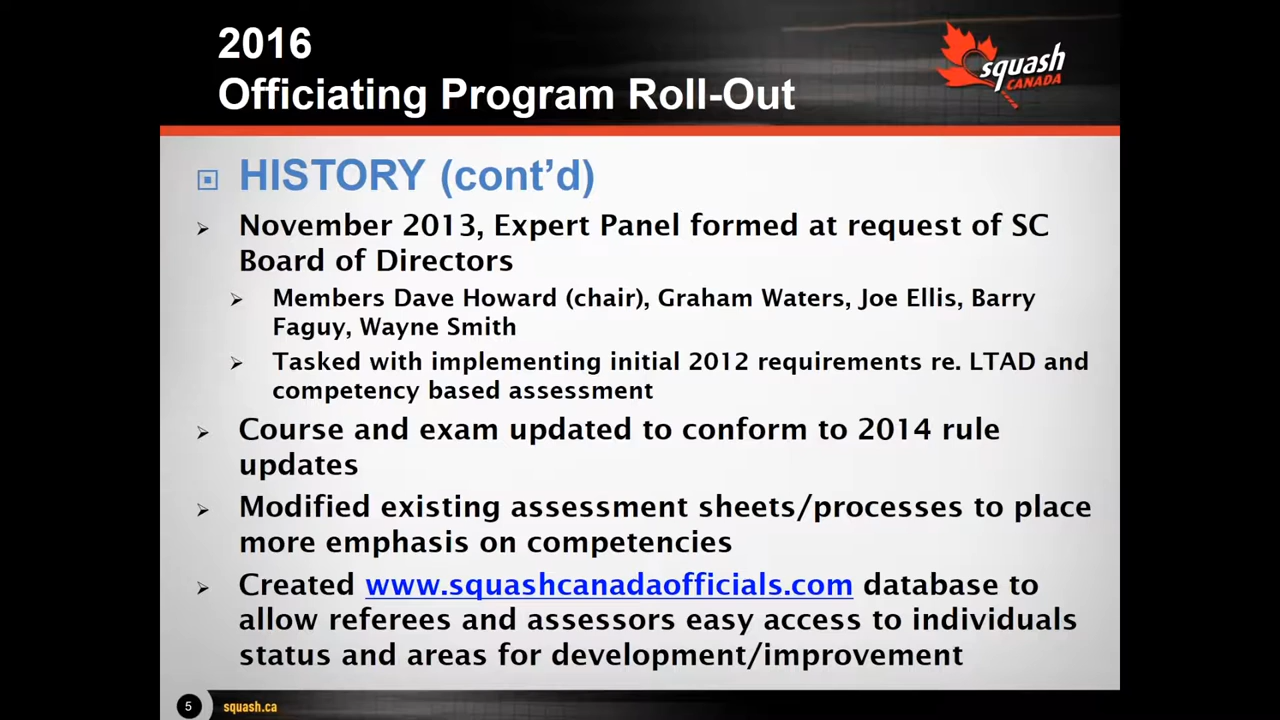 2016
Officiating Program Roll-Out
squash
CANADA
HISTORY (cont’d)
November 2013, Expert Panel formed at request of SC
Board of Directors
Members Dave Howard (chair), Graham Waters, Joe Ellis, Barry
Faguy, Wayne Smith
Tasked with implementing initial 2012 requirements re. LTAD and
competency based assessment
Course and exam updated to conform to 2014 rule
updates
Modified existing assessment sheets/processes to place
more emphasis on competencies
Created www.squashcanadaofficials.com database to
allow referees and assessors easy access to individuals
status and areas for development/improvement
5
squash.ca